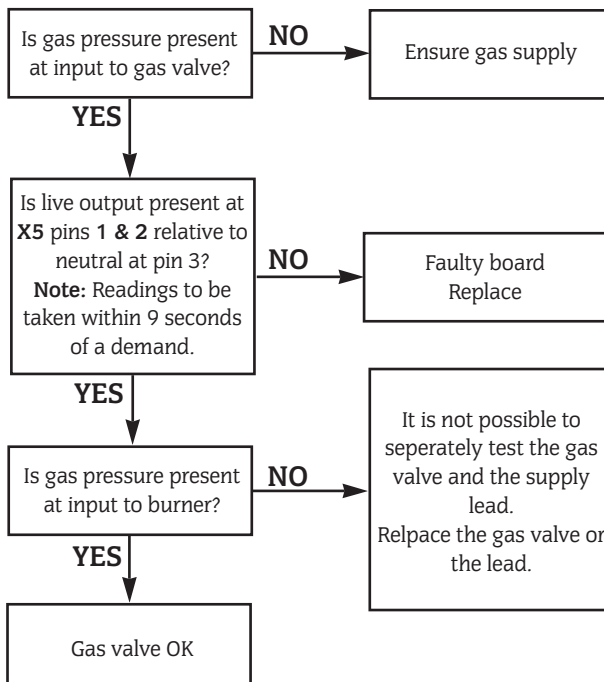 Is gas pressure present
at input to gas valve?
NO
Ensure gas supply
YES
Is live output present at
X5 pins 1 & 2 relative to
neutral at pin 3?
Note: Readings to be
taken within 9 seconds
of a demand.
NO
Faulty board
Replace
YES
Is gas pressure present
at input to burner?
NO
It is not possible to
seperately test the gas
valve and the supply
lead.
Relpace the gas valve or
the lead.
YES
Gas valve OK